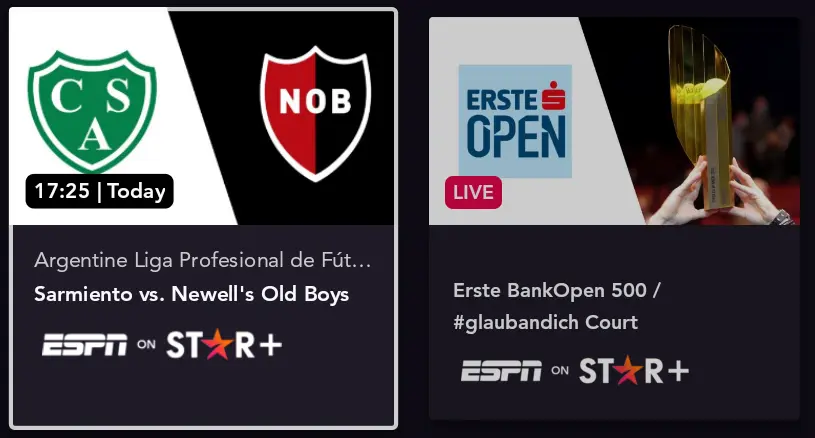 CSA
NOB
17:25 | Today
Argentine Liga Profesional de Fút...
Sarmiento vs. Newell's Old Boys
ESPN ON STAR+
ERSTE
OPEN
LIVE
Erste BankOpen 500 /
#glaubandich Court
ESPN ON STAR+